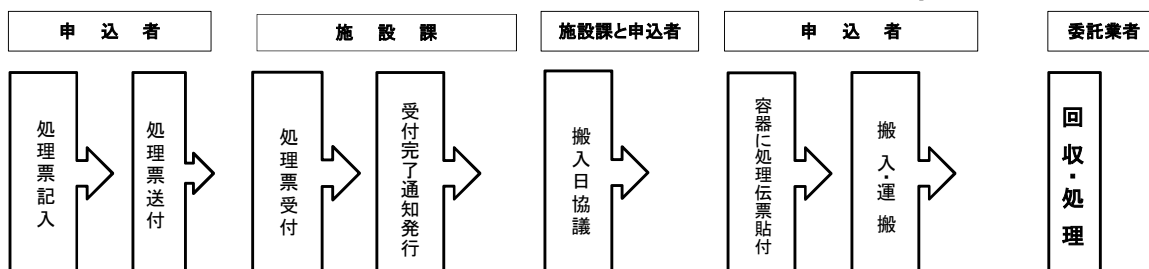 申込者
施設課
施設課と申込者
申込者
委託業者
処理票記入
処理票送付
処理票受付
受付完了通知発行
搬入日協議
容器に処理伝票貼付
搬入・運搬
回収・処理